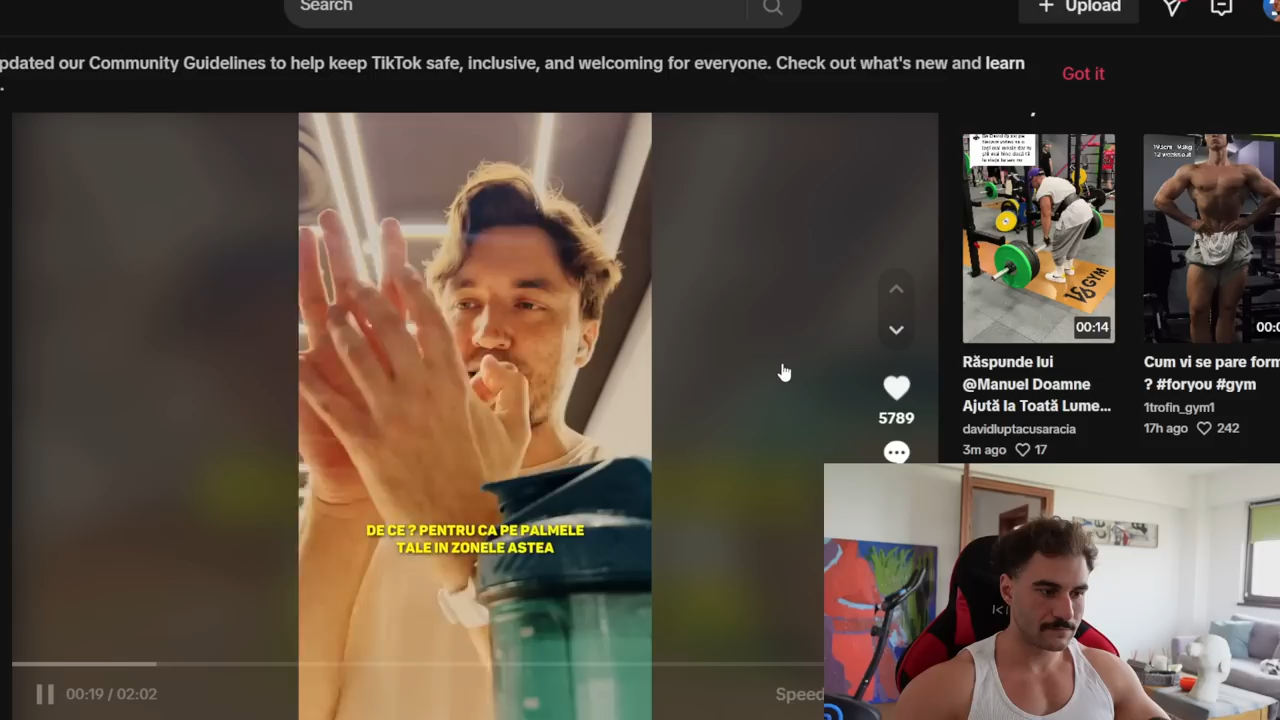 Search
Upload
pdated our Community Guidelines to help keep TikTok safe, inclusive, and welcoming for everyone. Check out what's new and learn
.
Got it
DE CE ? PENTRU CA PE PALMELE
TALE IN ZONELE ASTEA
5789
00:19 / 02:02
Speed
VS GYM
00:14
Răspunde lui
@Manuel Doamne
Ajută la Toată Lume...
davidluptacusaracia
3m ago
17
00:
Cum vi se pare form
? #foryou #gym
1trofin_gym1
17h ago
242